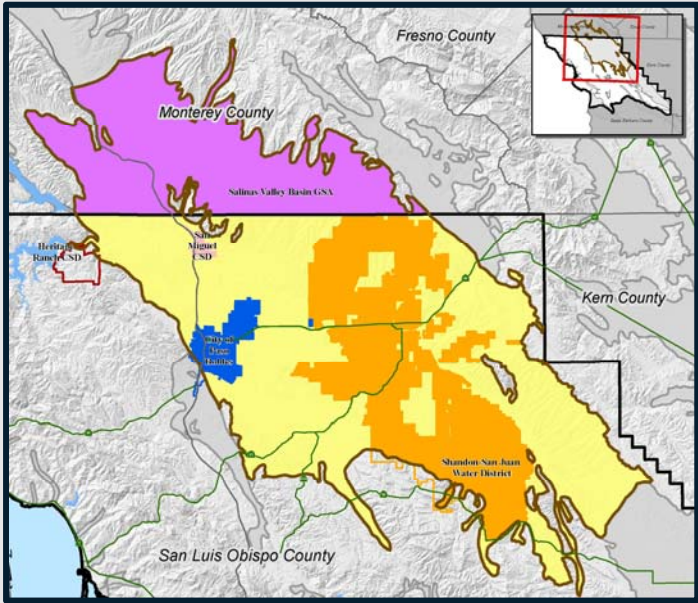 Fresno County
Monterey County
Salinas Valley Basin GSA
Heritage
Ranch CSD
San
Miguel
CSD
Kern County
City of
Paso
Robles
Shandon-San Juan
Water District
San Luis Obispo County